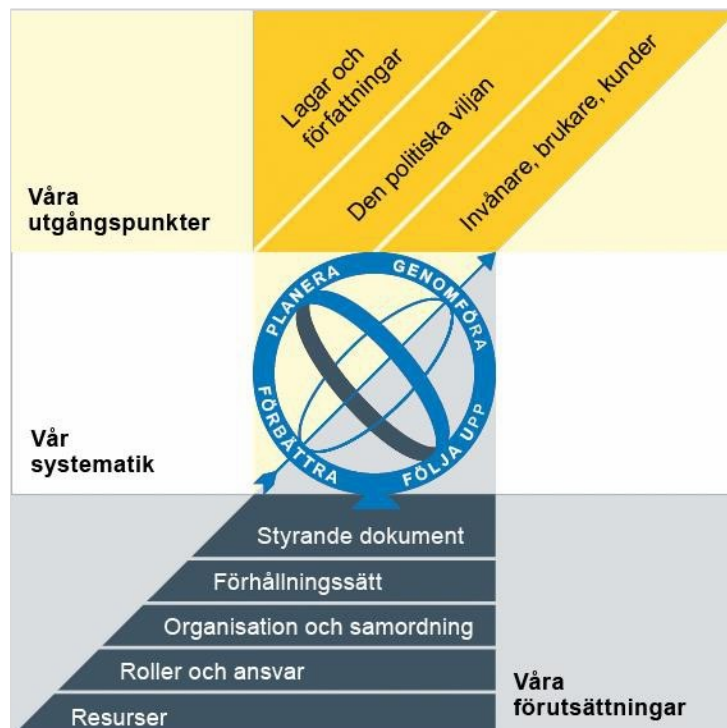 Lagar och
författningar
Den politiska viljan
Invånare, brukare, kunder
Våra
utgångspunkter
PLANERA
GENOMFÖRA
FÖLJA UPP
FÖRBÄTTRA
Vår
systematik
Styrande dokument
Förhållningssätt
Organisation och samordning
Roller och ansvar
Resurser
Våra
förutsättningar